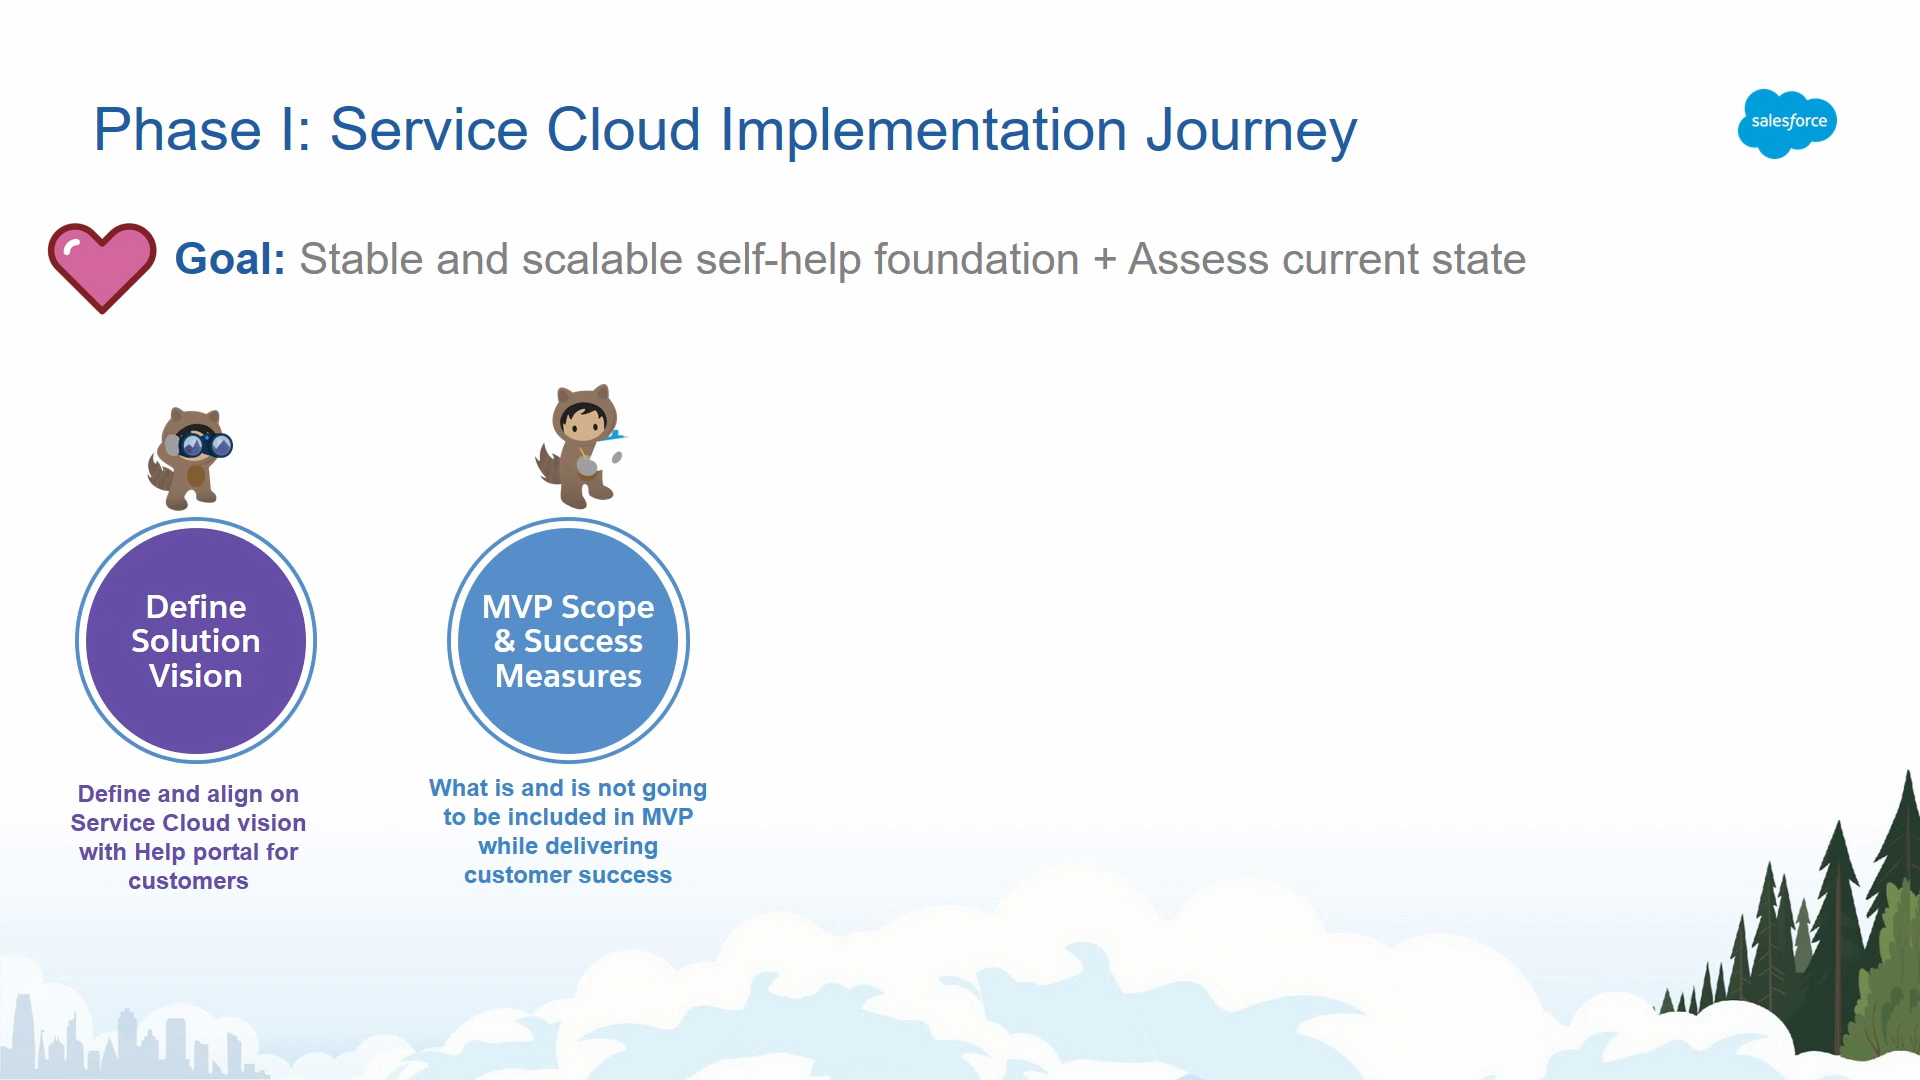 Phase I: Service Cloud Implementation Journey
salesforce
Goal: Stable and scalable self-help foundation + Assess current state
Define
Solution
Vision
Define and align on
Service Cloud vision
with Help portal for
customers
MVP Scope
& Success
Measures
What is and is not going
to be included in MVP
while delivering
customer success